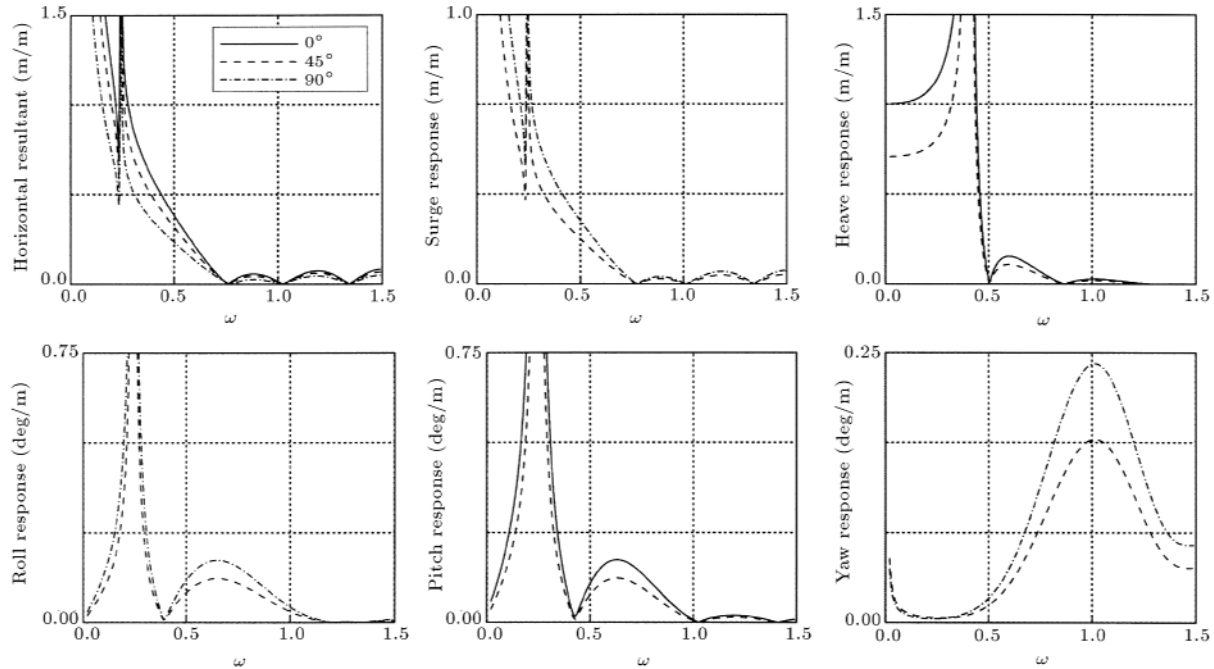 Horizontal resultant (m/m)
1.5
0.0
0°
45°
90°
0.0 0.5 1.0 1.5
ω
Surge response (m/m)
1.0
0.0
0.0 0.5 1.0 1.5
ω
Heave response (m/m)
1.5
0.0
0.0 0.5 1.0 1.5
ω
Roll response (deg/m)
0.75
0.00
0.0 0.5 1.0 1.5
ω
Pitch response (deg/m)
0.75
0.00
0.0 0.5 1.0 1.5
ω
Yaw response (deg/m)
0.25
0.00
0.0 0.5 1.0 1.5
ω